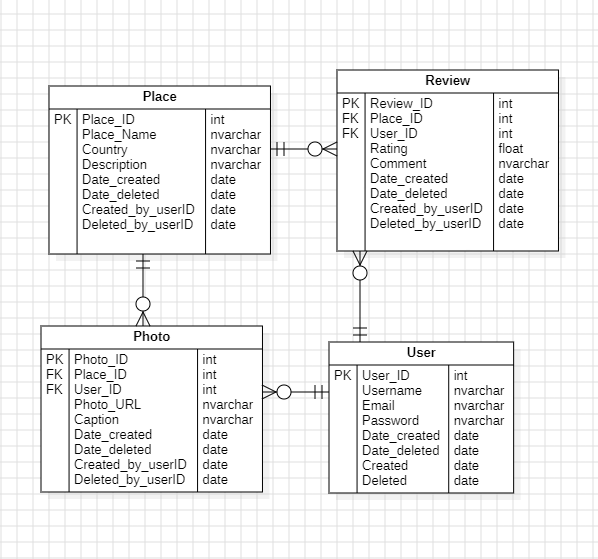 Place
PK Place_ID int
Place_Name nvarchar
Country nvarchar
Description nvarchar
Date_created date
Date_deleted date
Created_by_userID date
Deleted_by_userID date
Review
PK Review_ID int
FK Place_ID int
FK User_ID int
Rating float
Comment nvarchar
Date_created date
Date_deleted date
Created_by_userID date
Deleted_by_userID date
Photo
PK Photo_ID int
FK Place_ID int
FK User_ID int
Photo_URL nvarchar
Caption nvarchar
Date_created date
Date_deleted date
Created_by_userID date
Deleted_by_userID date
User
PK User_ID int
Username nvarchar
Email nvarchar
Password nvarchar
Date_created date
Date_deleted date
Created date
Deleted date